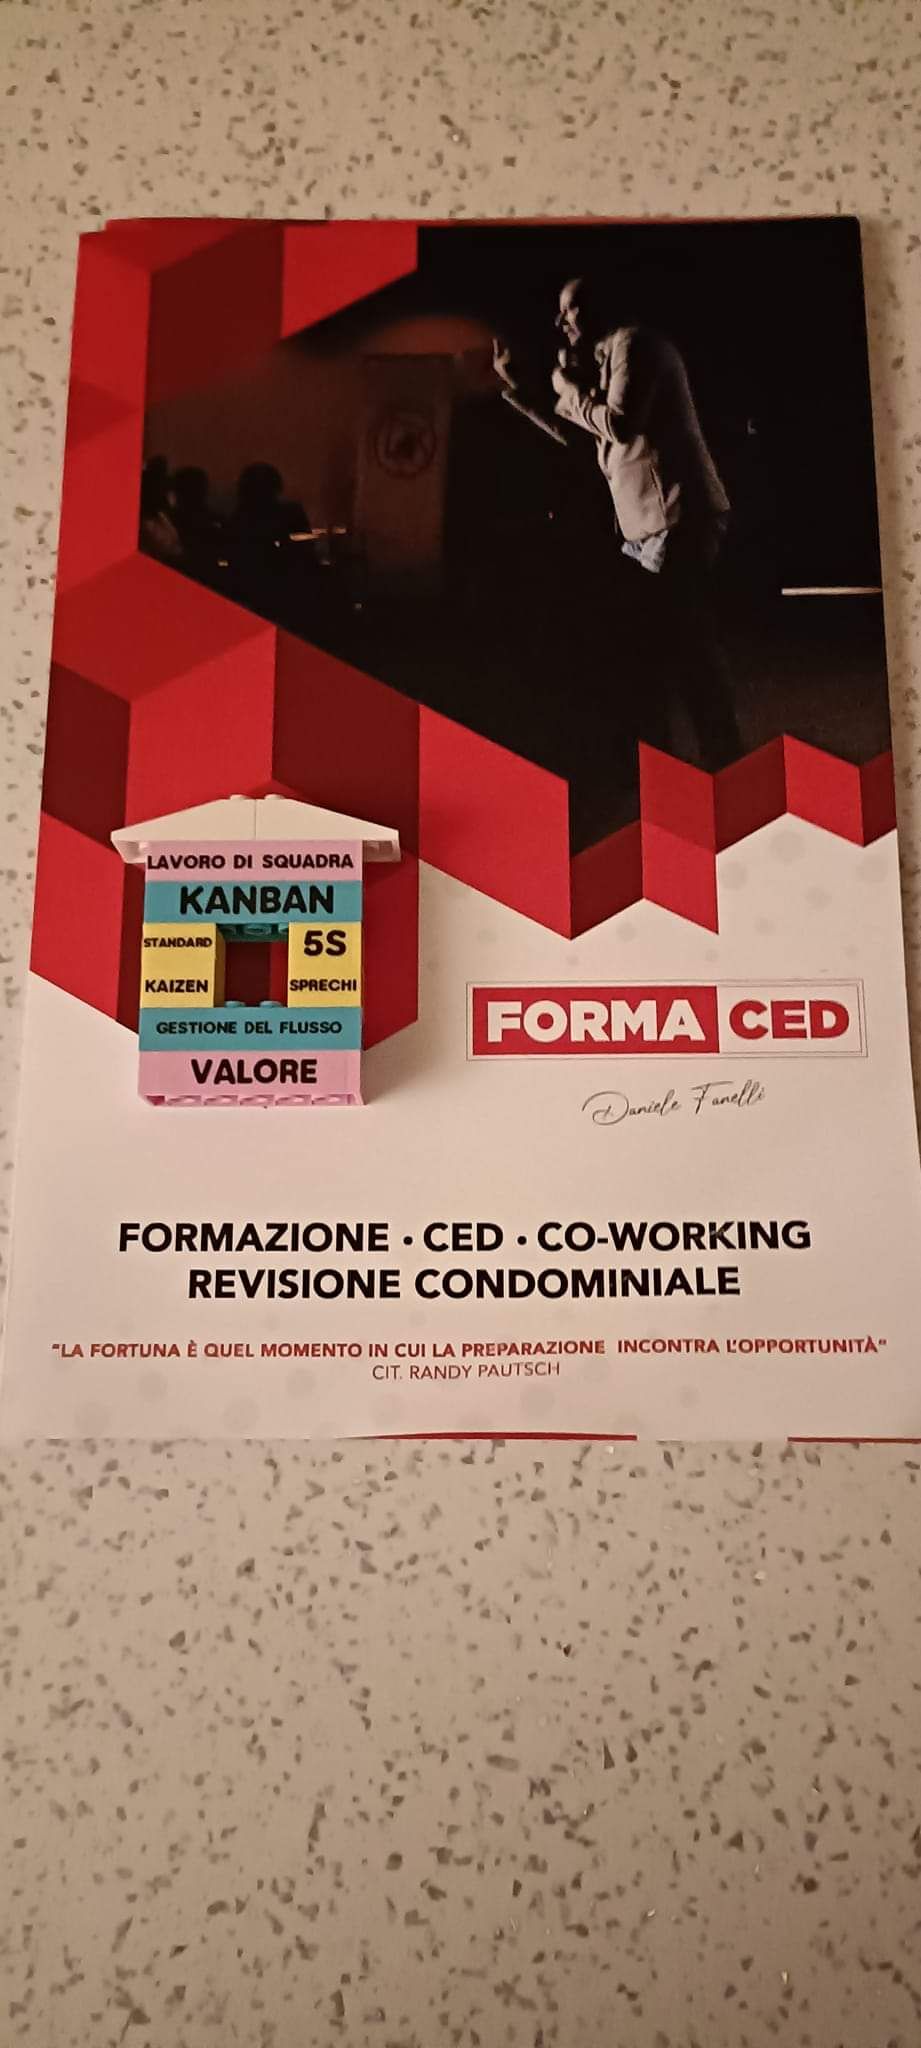 LAVORO DI SQUADRA
KANBAN
STANDARD
5S
KAIZEN
SPRECHI
GESTIONE DEL FLUSSO
VALORE
FORMA CED
Daniele Fanelli
FORMAZIONE • CED • CO-WORKING
REVISIONE CONDOMINIALE
"LA FORTUNA È QUEL MOMENTO IN CUI LA PREPARAZIONE INCONTRA L'OPPORTUNITÀ"
CIT. RANDY PAUTSCH